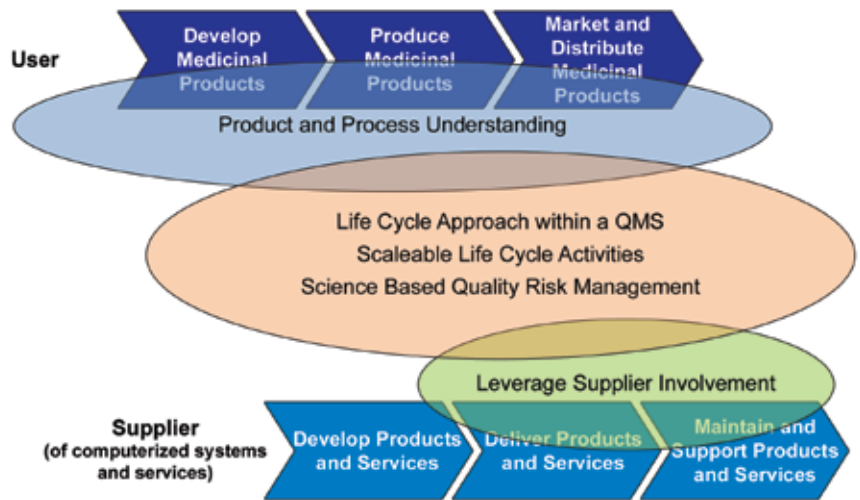 User
Develop
Medicinal
Products
Produce
Medicinal
Products
Market and
Distribute
Medicinal
Products
Product and Process Understanding
Life Cycle Approach within a QMS
Scaleable Life Cycle Activities
Science Based Quality Risk Management
Leverage Supplier Involvement
Supplier
(of computerized systems
and services)
Develop Products
and Services
Deliver Products
and Services
Maintain and
Support Products
and Services